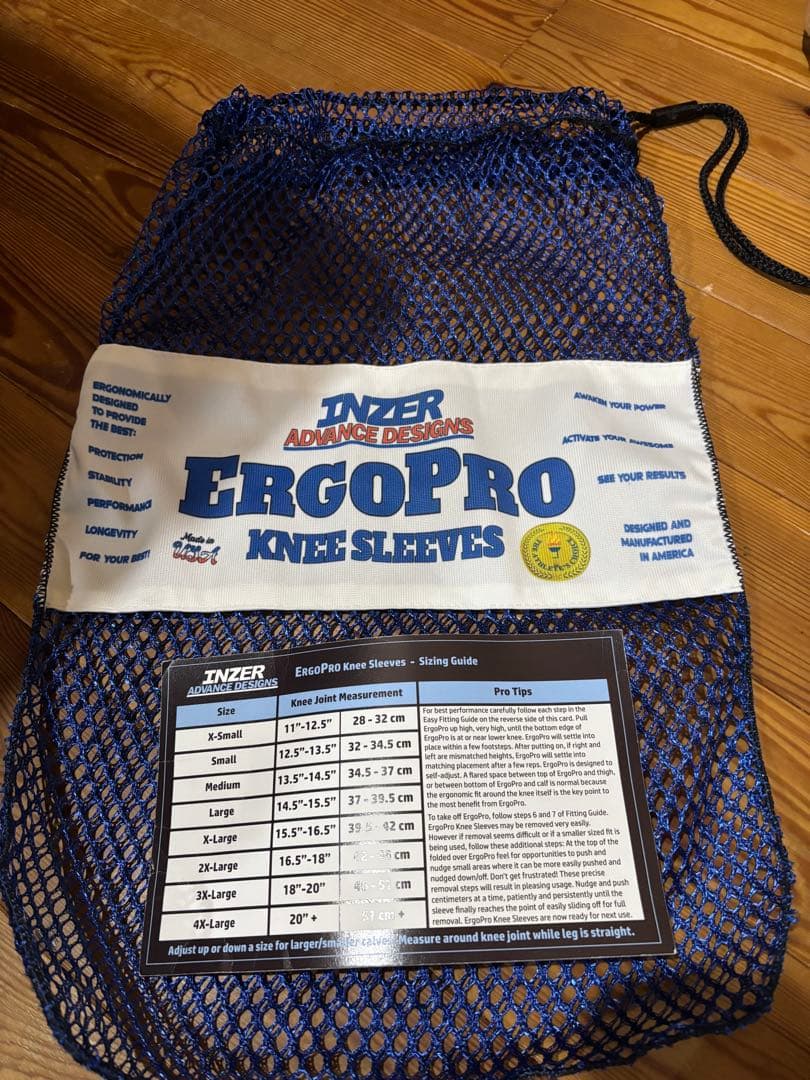 ERGONOMICALLY
DESIGNED
TO PROVIDE
THE BEST:
PROTECTION
STABILITY
PERFORMANCE
LONGEVITY
FOR YOUR BEST!
INZER
ADVANCE DESIGNS
ERGOPRO
KNEE SLEEVES
Made in
USA
THE ATHLETE'S CHOICE
AWAKEN YOUR POWER
ACTIVATE YOUR AWESOME
SEE YOUR RESULTS
DESIGNED AND
MANUFACTURED
IN AMERICA
INZER
ADVANCE DESIGNS
ERGOPRO Knee Sleeves - Sizing Guide
Size Knee Joint Measurement Pro Tips
X-Small 11"-12.5" 28 - 32 cm
Small 12.5"-13.5" 32 - 34.5 cm
Medium 13.5"-14.5" 34.5 - 37 cm
Large 14.5"-15.5" 37 - 39.5 cm
X-Large 15.5"-16.5" 39.5 - 42 cm
2X-Large 16.5"-18" cm
3X-Large 18"-20" cm
4X-Large 20" + 51 cm +
For best performance carefully follow each step in the
Easy Fitting Guide on the reverse side of this card. Pull
ErgoPro up high, very high, until the bottom edge of
ErgoPro is at or near lower knee. ErgoPro will settle into
place within a few footsteps. After putting on, if right and
left are mismatched heights, ErgoPro will settle into
matching placement after a few reps. ErgoPro is designed to
self-adjust. A flared space between top of ErgoPro and thigh,
or between bottom of ErgoPro and calf is normal because
the ergonomic fit around the knee itself is the key point to
the most benefit from ErgoPro.
To take off ErgoPro, follow steps 6 and 7 of Fitting Guide.
ErgoPro Knee Sleeves may be removed very easily.
However if removal seems difficult or if a smaller sized fit is
being used, follow these additional steps: At the top of the
folded over ErgoPro feel for opportunities to push and
nudge small areas where it can be more easily pushed and
nudged down/off. Don't get frustrated! These precise
removal steps will result in pleasing usage. Nudge and push
centimeters at a time, patiently and persistently until the
sleeve finally reaches the point of easily sliding off for full
removal. ErgoPro Knee Sleeves are now ready for next use.
Adjust up or down a size for larger/smaller calves. Measure around knee joint while leg is straight.